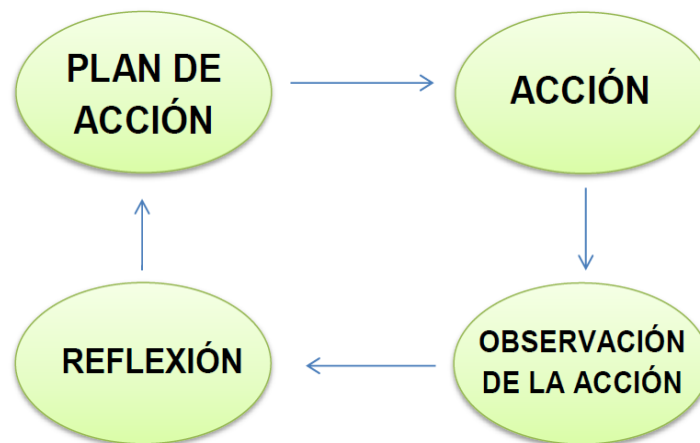 PLAN DE
ACCIÓN
ACCIÓN
OBSERVACIÓN
DE LA ACCIÓN
REFLEXIÓN